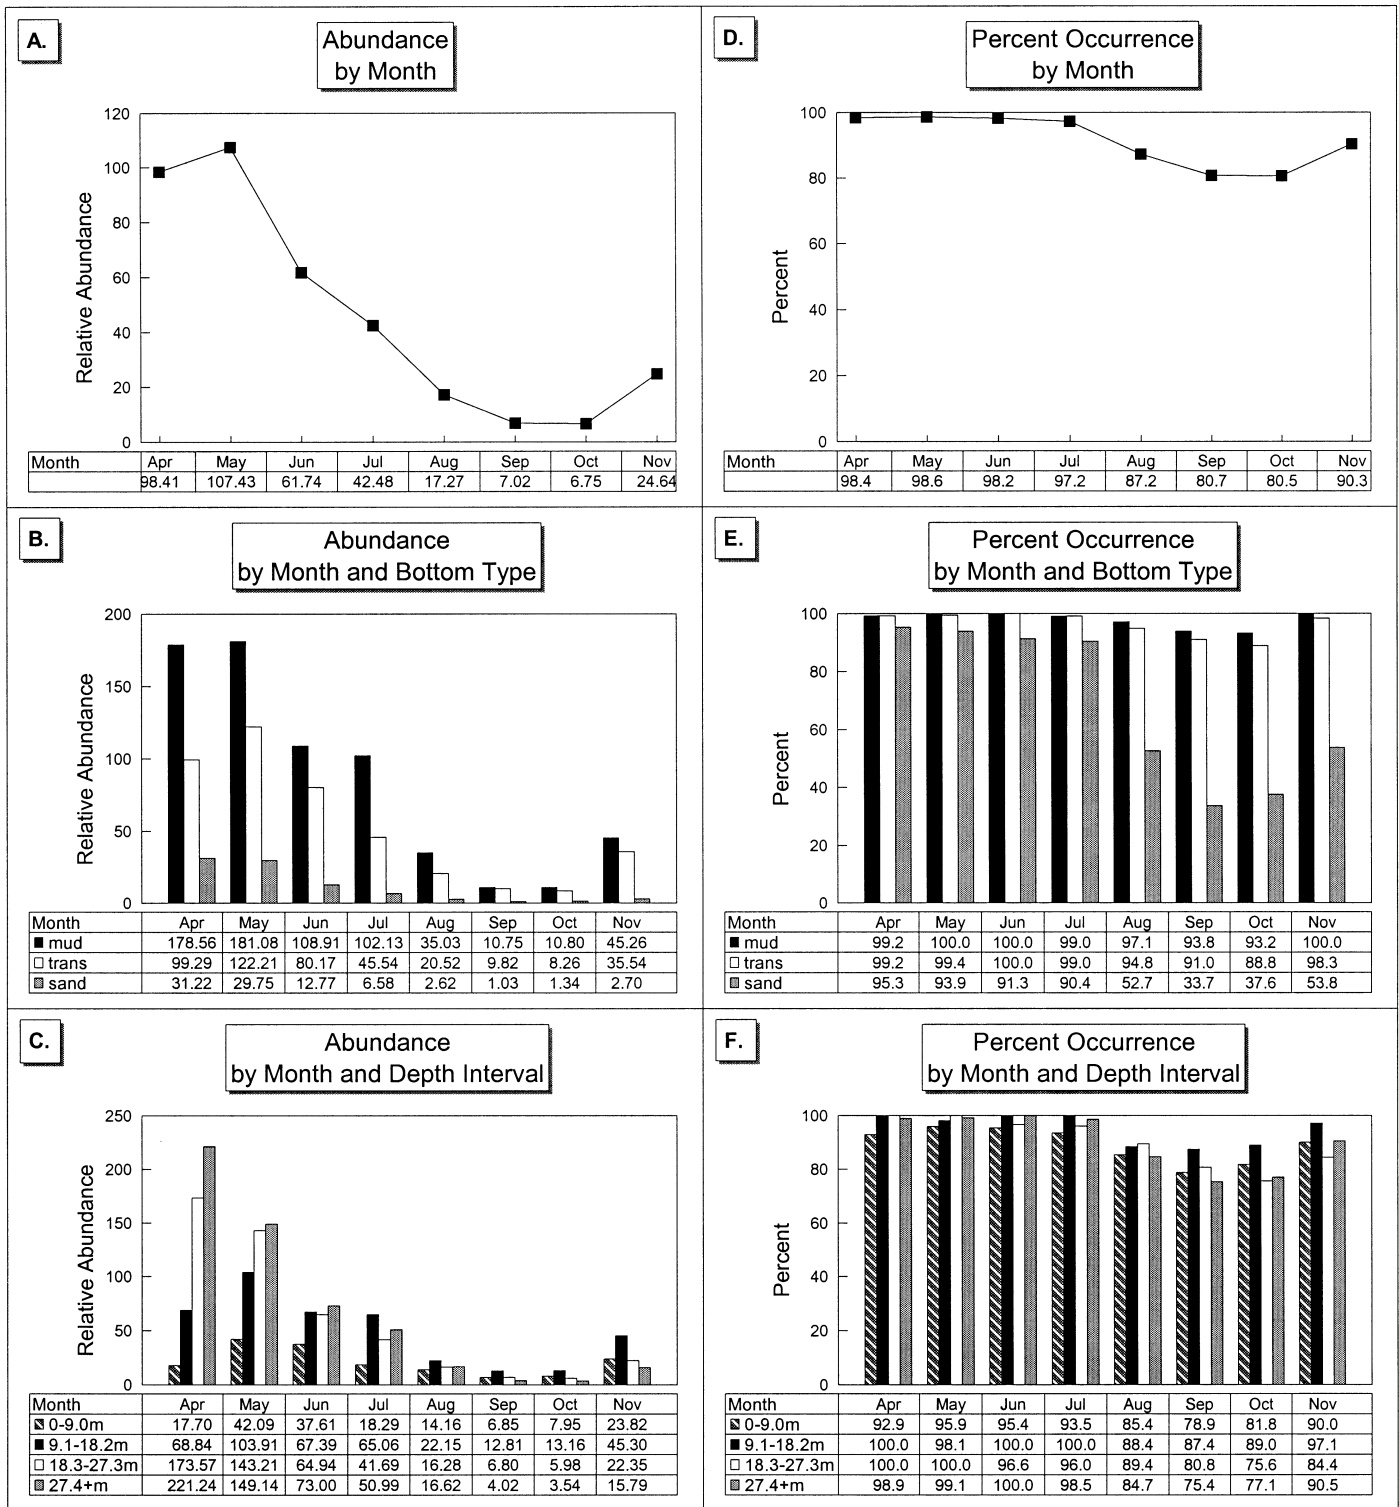 A.
Abundance
by Month
120
100
80
60
40
20
0
Relative Abundance
Month Apr May Jun Jul Aug Sep Oct Nov
98.41 107.43 61.74 42.48 17.27 7.02 6.75 24.64
D.
Percent Occurrence
by Month
100
80
60
40
20
0
Percent
Month Apr May Jun Jul Aug Sep Oct Nov
98.4 98.6 98.2 97.2 87.2 80.7 80.5 90.3
B.
Abundance
by Month and Bottom Type
200
150
100
50
0
Relative Abundance
Month Apr May Jun Jul Aug Sep Oct Nov
mud 178.56 181.08 108.91 102.13 35.03 10.75 10.80 45.26
trans 99.29 122.21 80.17 45.54 20.52 9.82 8.26 35.54
sand 31.22 29.75 12.77 6.58 2.62 1.03 1.34 2.70
E.
Percent Occurrence
by Month and Bottom Type
100
80
60
40
20
0
Percent
Month Apr May Jun Jul Aug Sep Oct Nov
mud 99.2 100.0 100.0 99.0 97.1 93.8 93.2 100.0
trans 99.2 99.4 100.0 99.0 94.8 91.0 88.8 98.3
sand 95.3 93.9 91.3 90.4 52.7 33.7 37.6 53.8
C.
Abundance
by Month and Depth Interval
250
200
150
100
50
0
Relative Abundance
Month Apr May Jun Jul Aug Sep Oct Nov
0-9.0m 17.70 42.09 37.61 18.29 14.16 6.85 7.95 23.82
9.1-18.2m 68.84 103.91 67.39 65.06 22.15 12.81 13.16 45.30
18.3-27.3m 173.57 143.21 64.94 41.69 16.28 6.80 5.98 22.35
27.4+m 221.24 149.14 73.00 50.99 16.62 4.02 3.54 15.79
F.
Percent Occurrence
by Month and Depth Interval
100
80
60
40
20
0
Percent
Month Apr May Jun Jul Aug Sep Oct Nov
0-9.0m 92.9 95.9 95.4 93.5 85.4 78.9 81.8 90.0
9.1-18.2m 100.0 98.1 100.0 100.0 88.4 87.4 89.0 97.1
18.3-27.3m 100.0 100.0 96.6 96.0 89.4 80.8 75.6 84.4
27.4+m 98.9 99.1 100.0 98.5 84.7 75.4 77.1 90.5